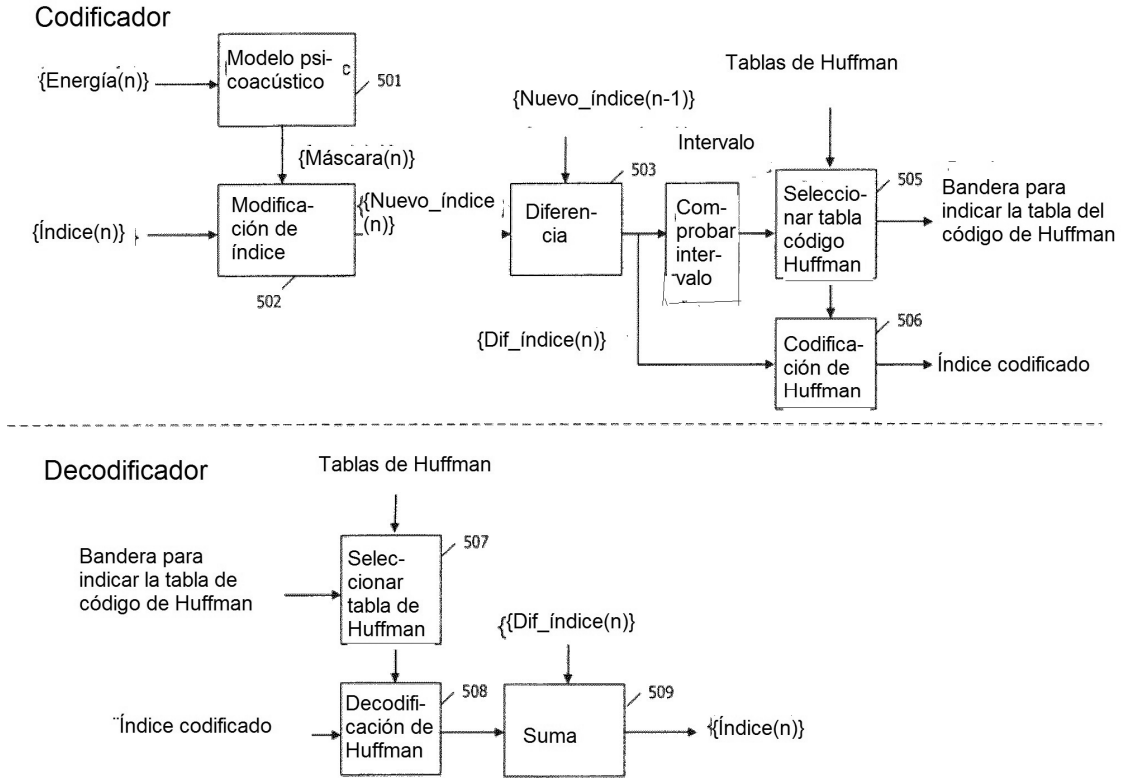 Codificador
{Energía(n)}
Modelo psi-
coacústico
c
501
{Máscara(n)}
{Índice(n)}
Modifica-
ción de
índice
502
{{Nuevo_índice
(n)}
{Nuevo_índice(n-1)}
Diferen-
cia
503
{Dif_índice(n)}
Intervalo
Com-
probar
inter-
valo
Tablas de Huffman
Seleccio-
nar tabla
código
Huffman
505
Bandera para
indicar la tabla del
código de Huffman
Codifica-
ción de
Huffman
506
Índice codificado
Decodificador
Tablas de Huffman
Bandera para
indicar la tabla de
código de Huffman
Selec-
cionar
tabla de
Huffman
507
Índice codificado
Decodifi-
cación de
Huffman
508
{{Dif_índice(n)}
Suma
509
{Índice(n)}